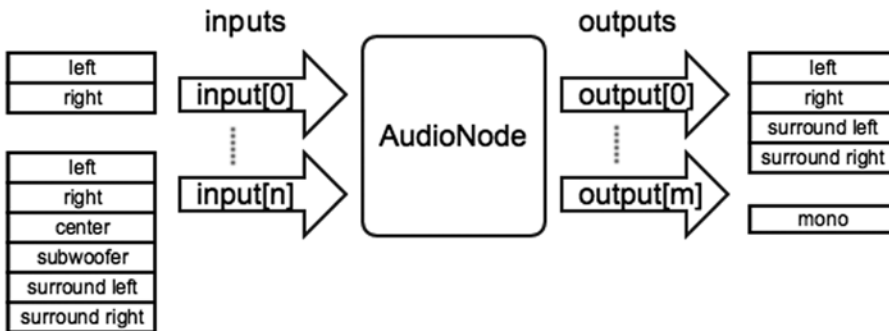 inputs
outputs
left
right
input[0]
left
right
center
subwoofer
surround left
surround right
input[n]
AudioNode
output[0]
output[m]
left
right
surround left
surround right
mono